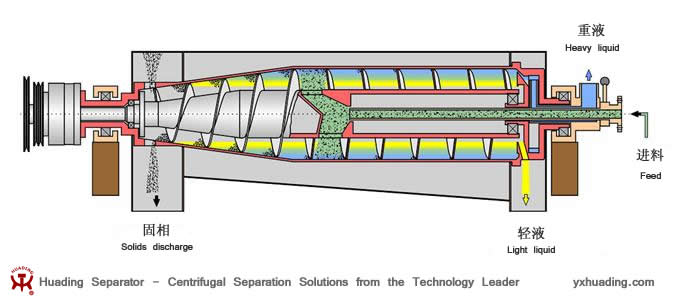 重液
Heavy liquid
进料
Feed
固相
Solids discharge
轻液
Light liquid
HUADING
Huading Separator - Centrifugal Separation Solutions from the Technology Leader
yxhuading.com